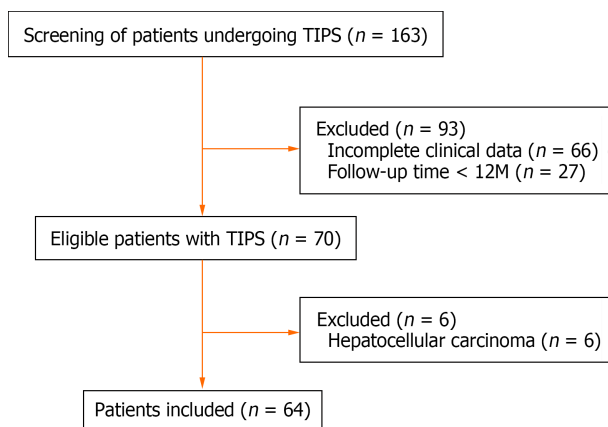 Screening of patients undergoing TIPS (n = 163)
Excluded (n = 93)
Incomplete clinical data (n = 66)
Follow-up time < 12M (n = 27)
Eligible patients with TIPS (n = 70)
Excluded (n = 6)
Hepatocellular carcinoma (n = 6)
Patients included (n = 64)